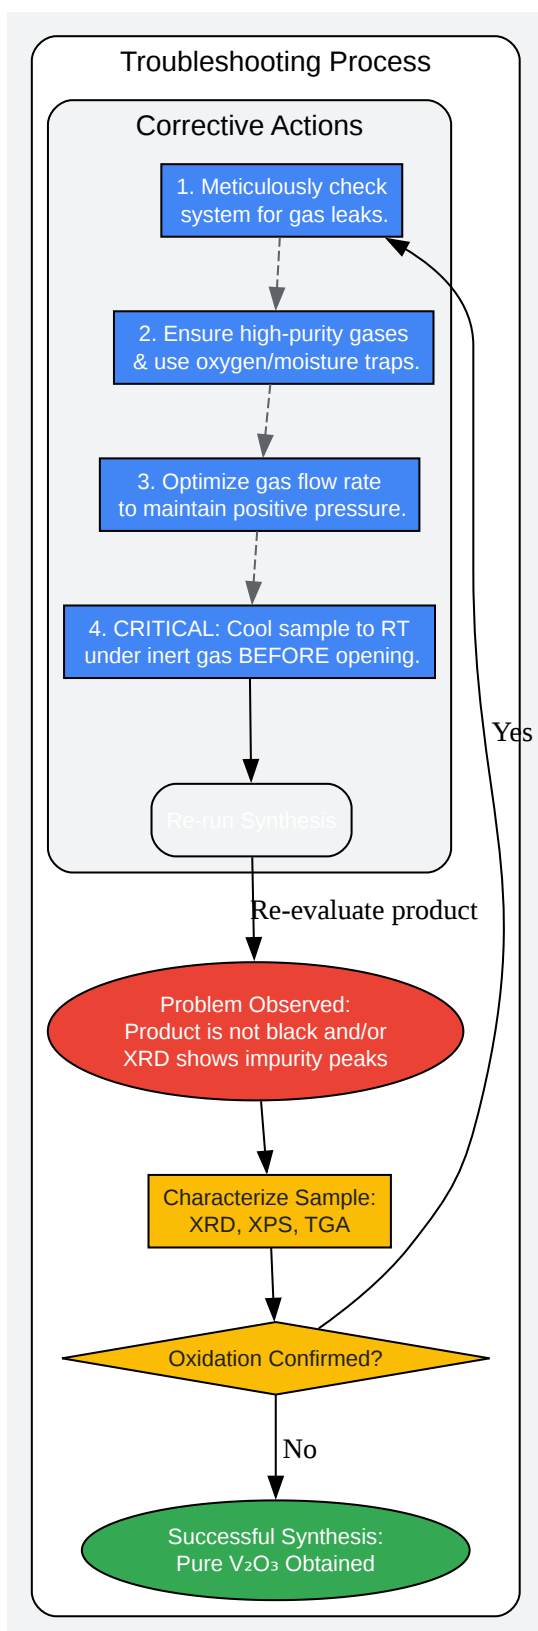 Troubleshooting Process
Corrective Actions
1. Meticulously check
system for gas leaks.
2. Ensure high-purity gases
& use oxygen/moisture traps.
3. Optimize gas flow rate
to maintain positive pressure.
4. CRITICAL: Cool sample to RT
under inert gas BEFORE opening.
Yes
Re-run Synthesis
Re-evaluate product
Problem Observed:
Product is not black and/or
XRD shows impurity peaks
Characterize Sample:
XRD, XPS, TGA
Oxidation Confirmed?
No
Successful Synthesis:
Pure V₂O₃ Obtained